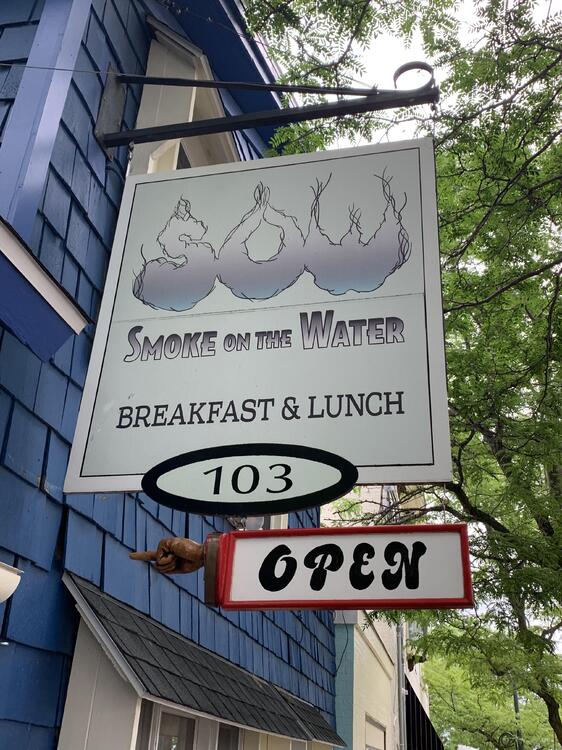 SOW
SMOKE ON THE WATER
BREAKFAST & LUNCH
103
OPEN